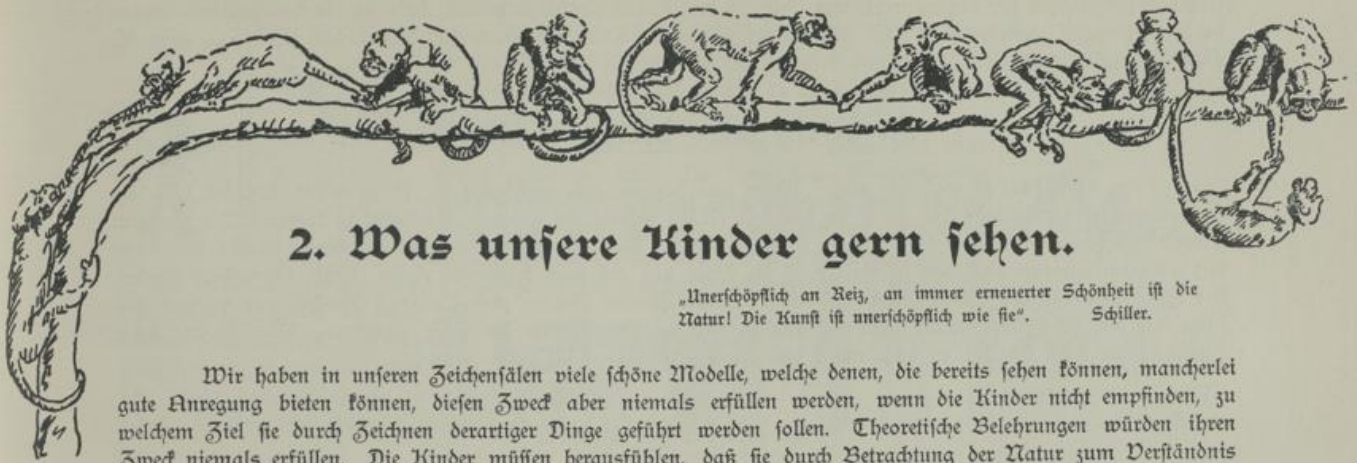 2. Was unsere Kinder gern sehen.
„Unerschöpflich an Reiz, an immer erneuerter Schönheit ist die
Natur! Die Kunst ist unerschöpflich wie sie“. Schiller.
Wir haben in unseren Zeichensälen viele schöne Modelle, welche denen, die bereits sehen können, mancherlei
gute Anregung bieten können, diesen Zweck aber niemals erfüllen werden, wenn die Kinder nicht empfinden, zu
welchem Ziel sie durch Zeichnen derartiger Dinge geführt werden sollen. Theoretische Belehrungen würden ihren
Zweck niemals erfüllen. Die Kinder müssen herausfühlen, daß sie durch Betrachtung der Natur zum Verständnis